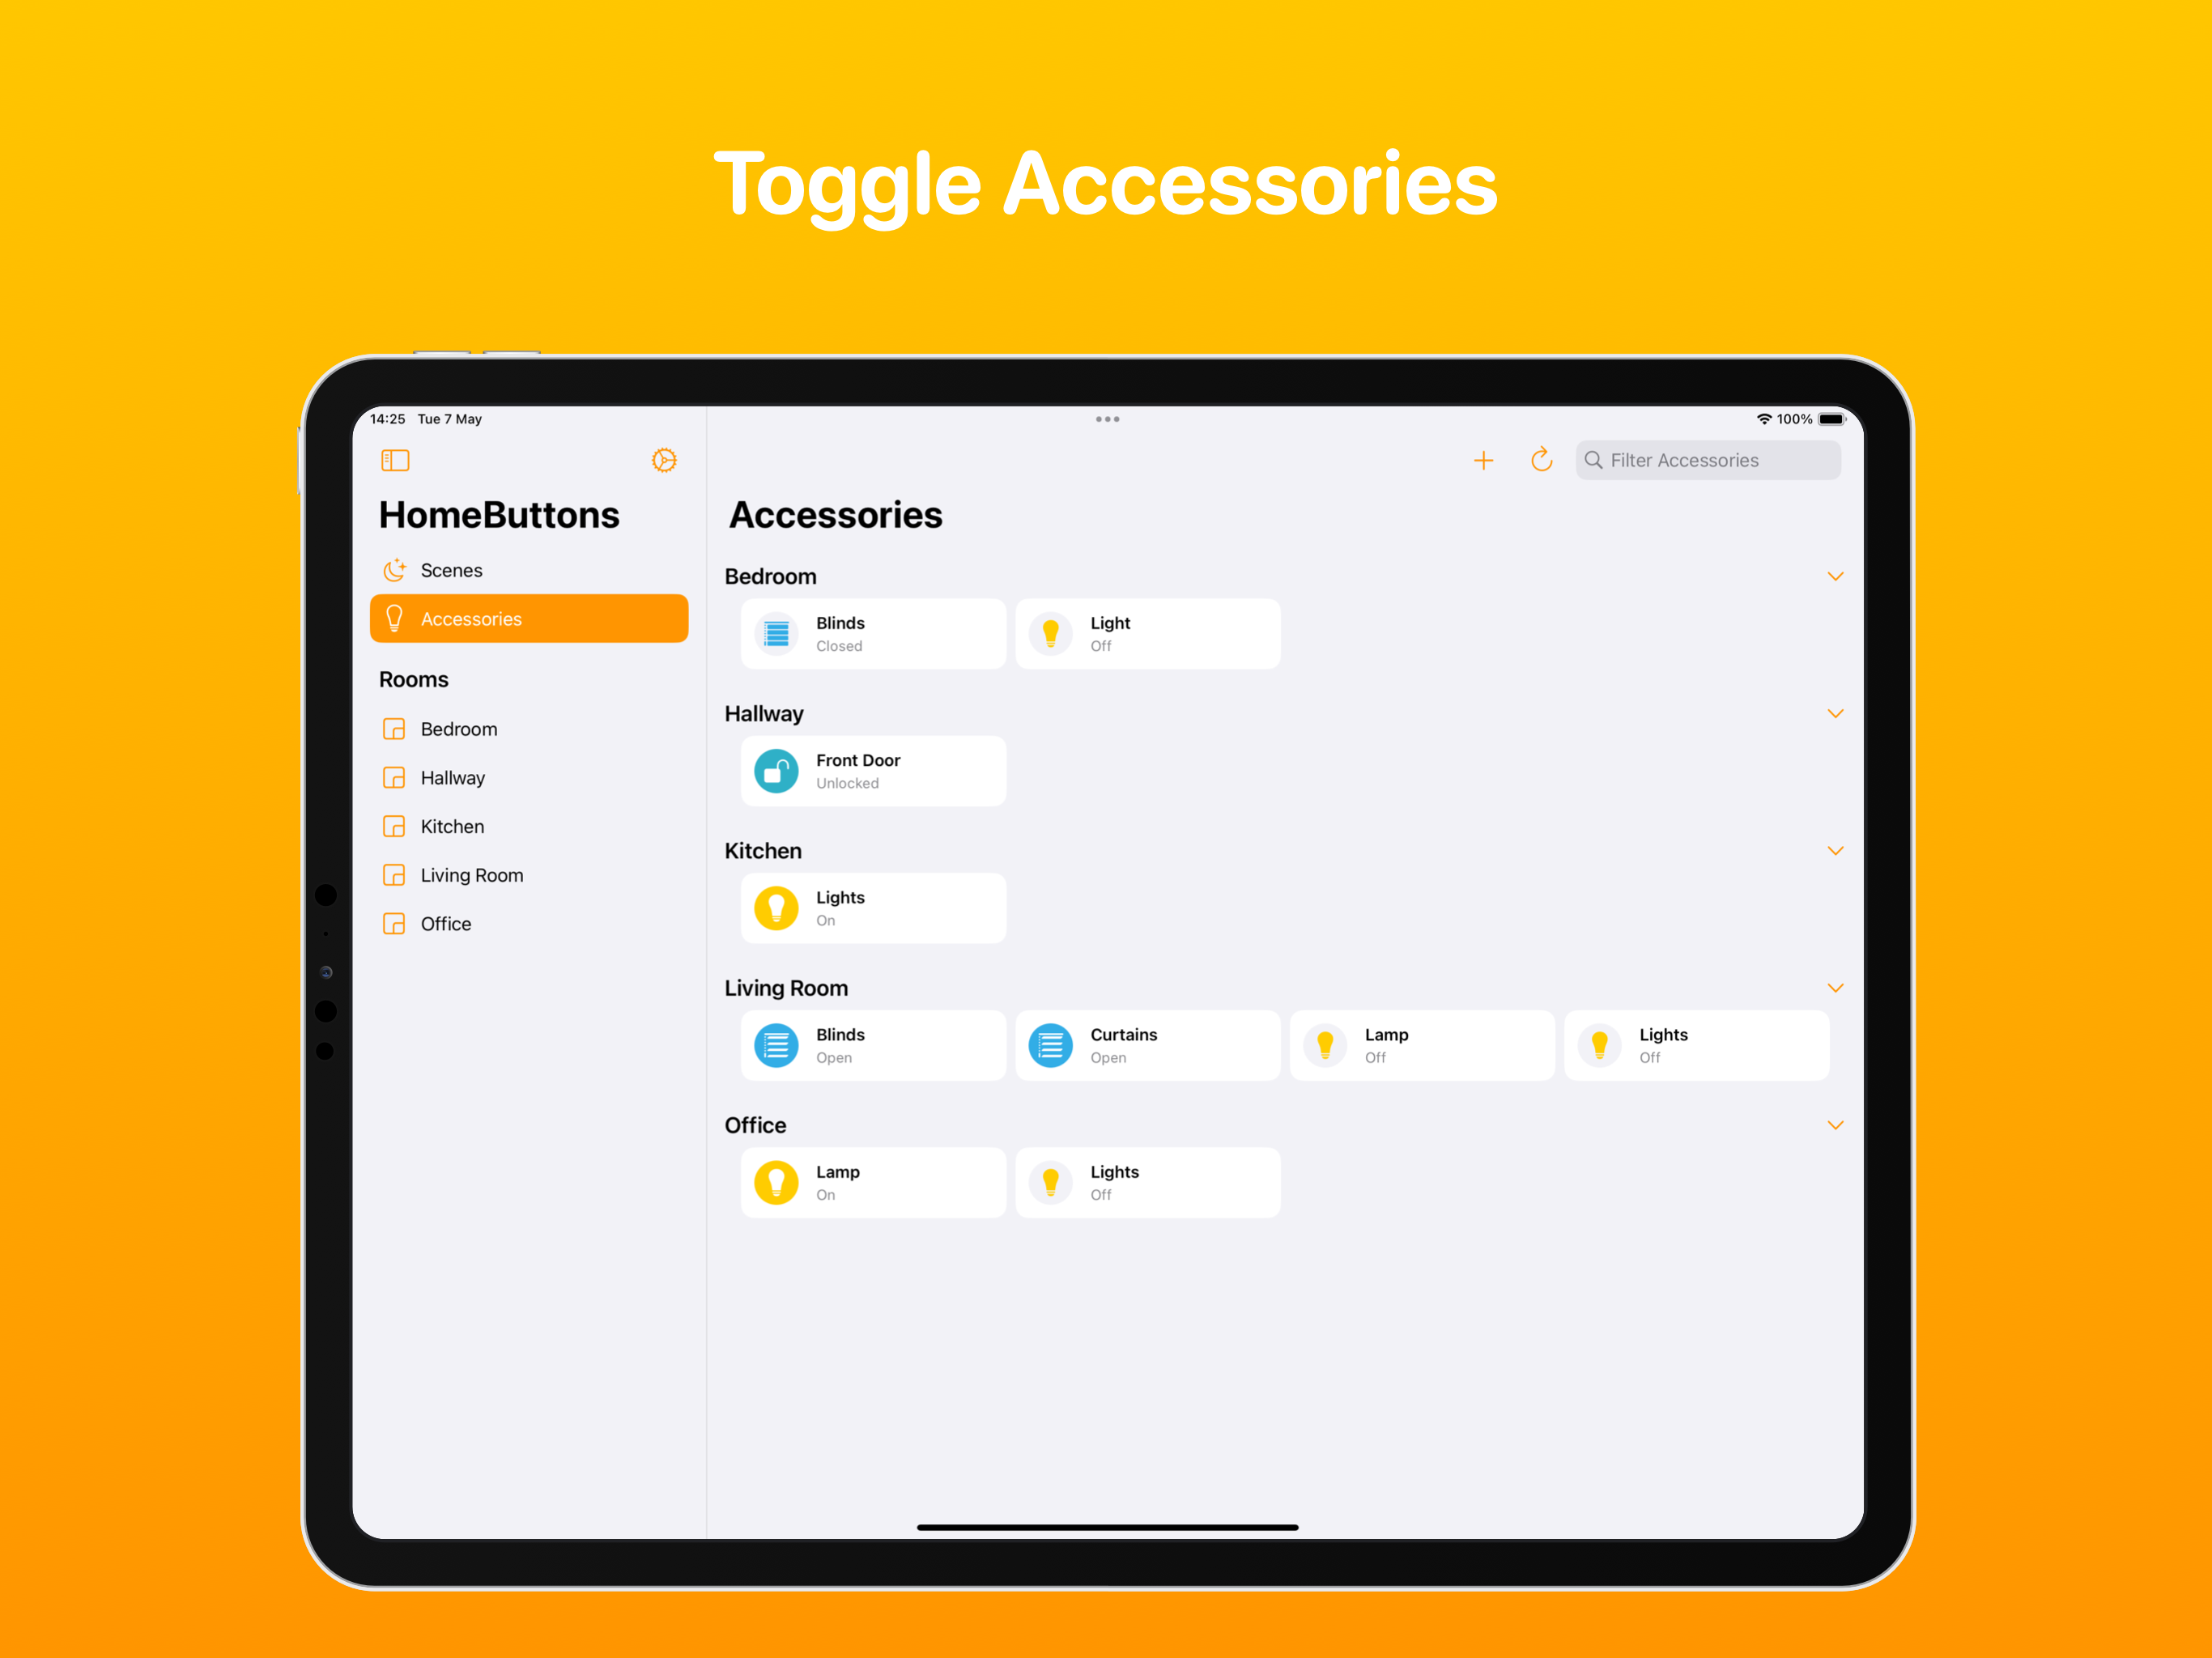 Toggle Accessories
14:25 Tue 7 May
100%
HomeButtons
Scenes
Accessories
Rooms
Bedroom
Hallway
Kitchen
Living Room
Office
Filter Accessories
Accessories
Bedroom
Blinds
Closed
Light
Off
Hallway
Front Door
Unlocked
Kitchen
Lights
On
Living Room
Blinds
Open
Curtains
Open
Lamp
Off
Lights
Off
Office
Lamp
On
Lights
Off